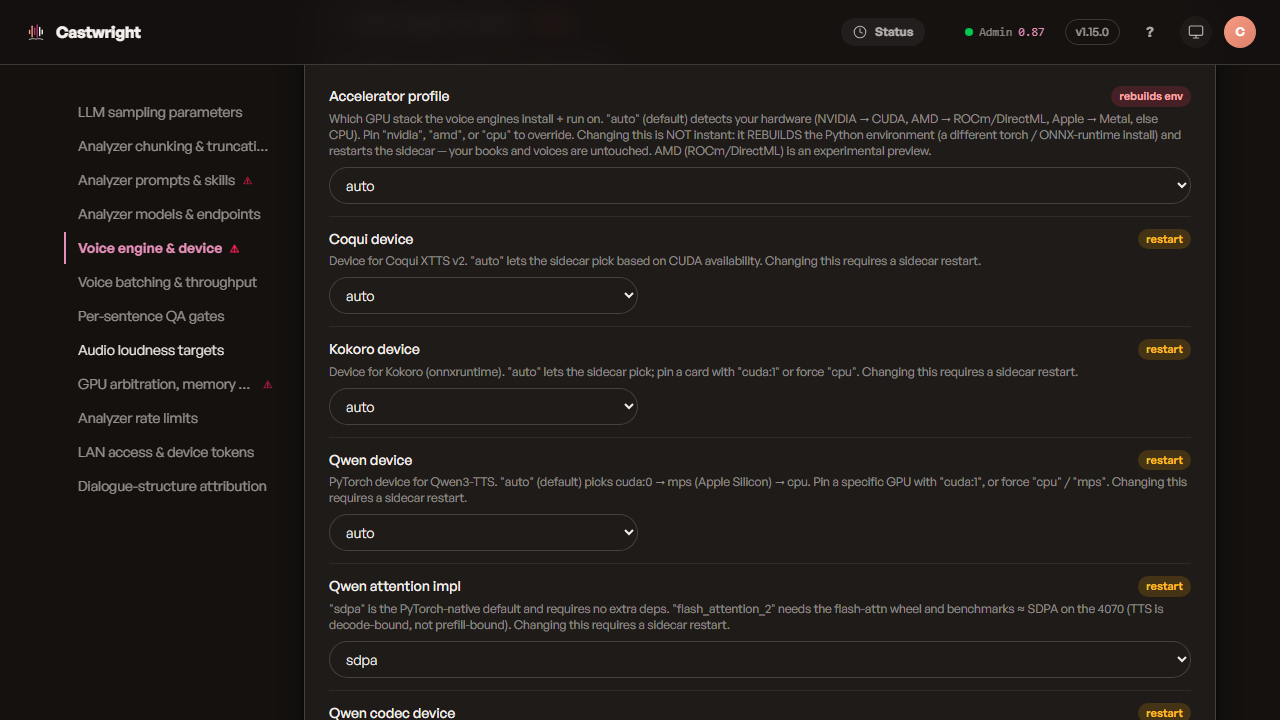 Castwright
Status
Admin 0.87
v1.15.0
?
C
LLM sampling parameters
Analyzer chunking & truncati...
Analyzer prompts & skills
Analyzer models & endpoints
Voice engine & device
Voice batching & throughput
Per-sentence QA gates
Audio loudness targets
GPU arbitration, memory ...
Analyzer rate limits
LAN access & device tokens
Dialogue-structure attribution
Accelerator profile
rebuilds env
Which GPU stack the voice engines install + run on. "auto" (default) detects your hardware (NVIDIA → CUDA, AMD → ROCm/DirectML, Apple → Metal, else
CPU). Pin "nvidia", "amd", or "cpu" to override. Changing this is NOT instant: it REBUILDS the Python environment (a different torch / ONNX-runtime install) and
restarts the sidecar — your books and voices are untouched. AMD (ROCm/DirectML) is an experimental preview.
auto
Coqui device
restart
Device for Coqui XTTS v2. "auto" lets the sidecar pick based on CUDA availability. Changing this requires a sidecar restart.
auto
Kokoro device
restart
Device for Kokoro (onnxruntime). "auto" lets the sidecar pick; pin a card with "cuda:1" or force "cpu". Changing this requires a sidecar restart.
auto
Qwen device
restart
PyTorch device for Qwen3-TTS. "auto" (default) picks cuda:0 → mps (Apple Silicon) → cpu. Pin a specific GPU with "cuda:1", or force "cpu" / "mps". Changing this
requires a sidecar restart.
auto
Qwen attention impl
restart
"sdpa" is the PyTorch-native default and requires no extra deps. "flash_attention_2" needs the flash-attn wheel and benchmarks ≈ SDPA on the 4070 (TTS is
decode-bound, not prefill-bound). Changing this requires a sidecar restart.
sdpa
Qwen codec device
restart